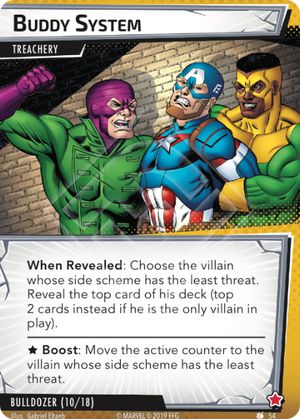 BUDDY SYSTEM
TREACHERY
When Revealed: Choose the villain
whose side scheme has the least threat.
Reveal the top card of his deck (top
2 cards instead if he is the only villain in
play).
★ Boost: Move the active counter to the
villain whose side scheme has the least
threat.
BULLDOZER (10/18)
Illus. Gabriel Eltaeb © MARVEL © 2019 FFG 54